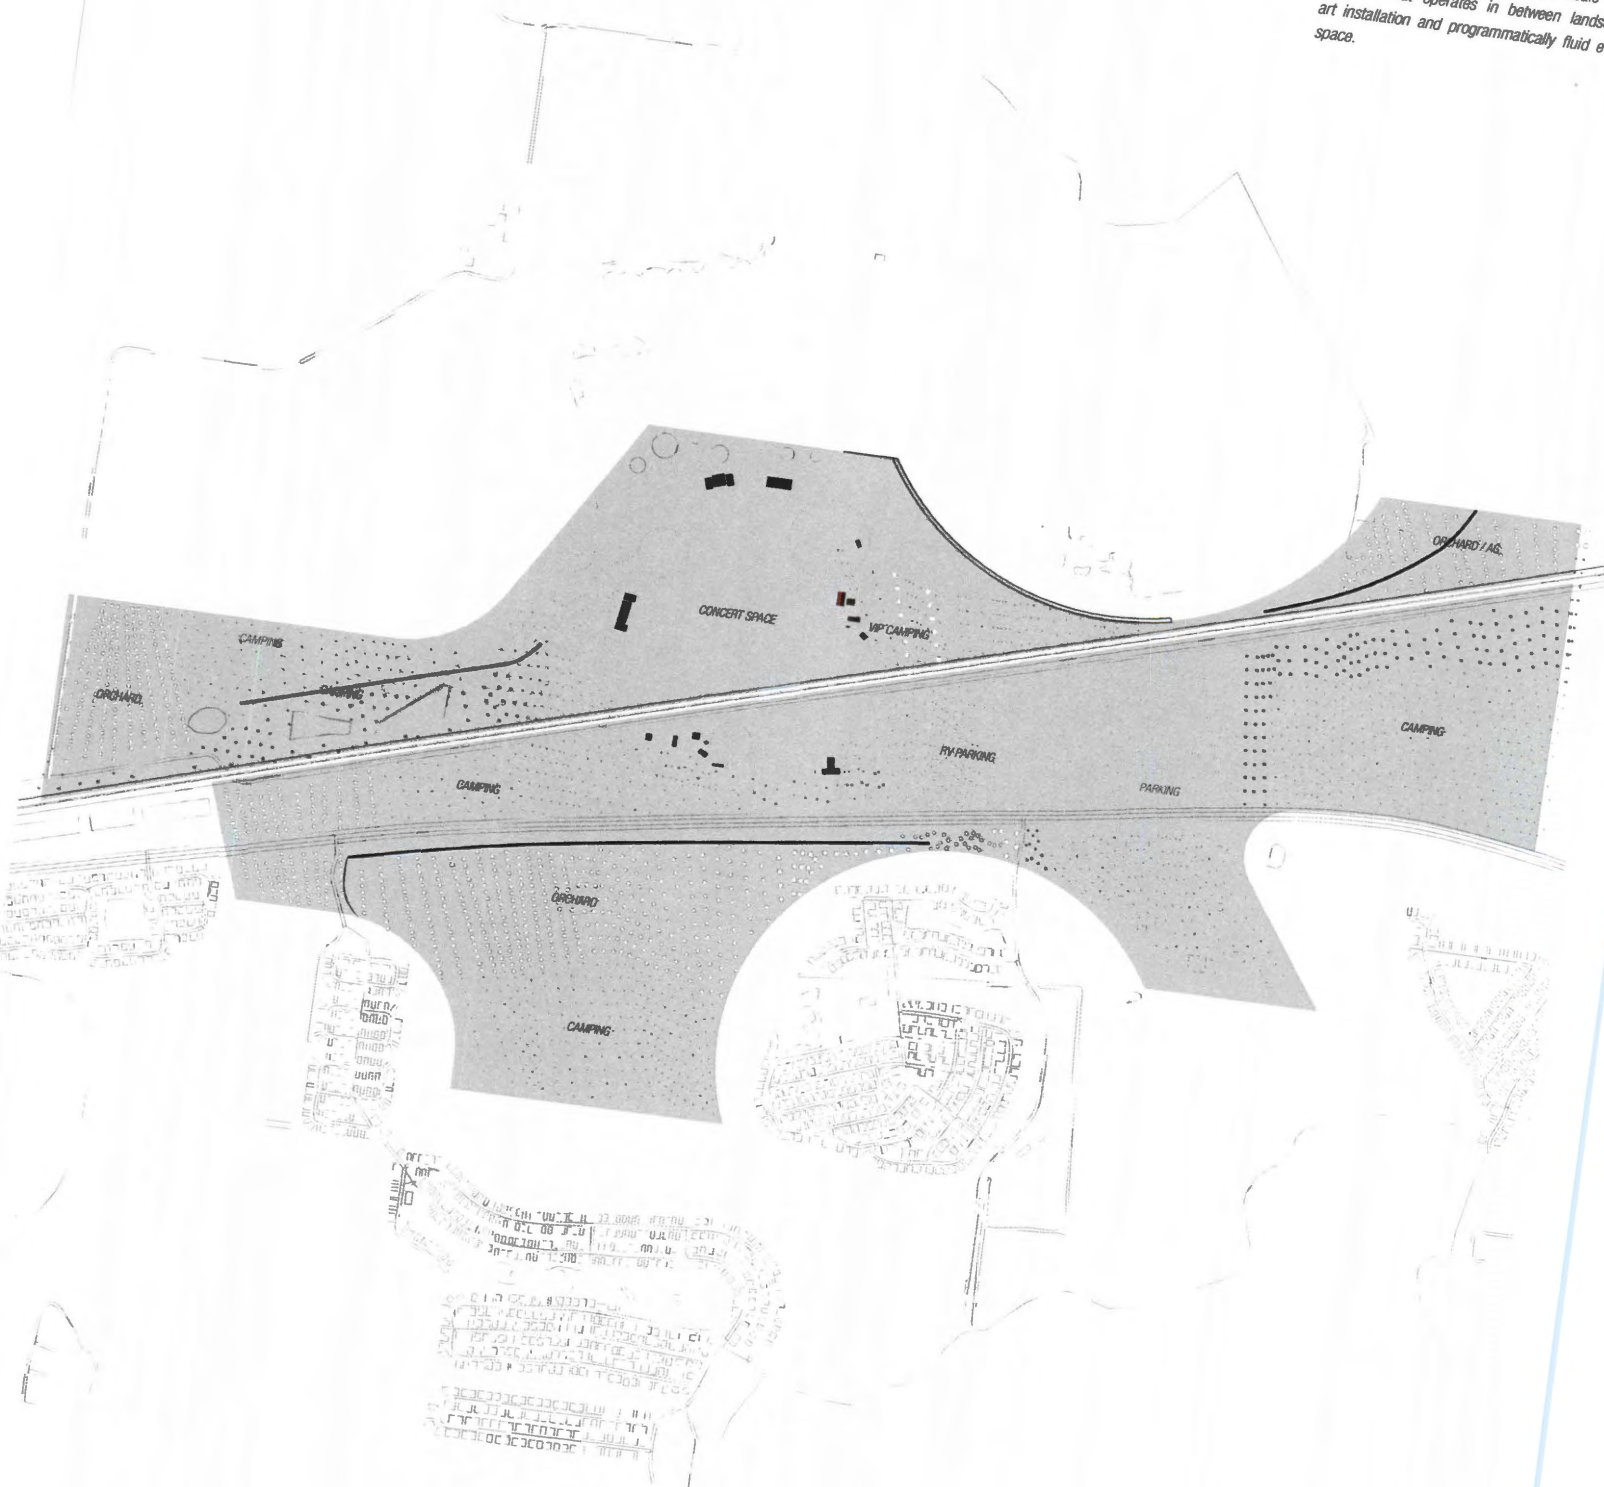 operates in between
art installation and programmatically fluid
space.
ORCHARD / AG.
CONCERT SPACE
VIP CAMPING
CAMPING
CAMPING
ORCHARD
CAMPING
RV PARKING
CAMPING
PARKING
ORCHARD
CAMPING